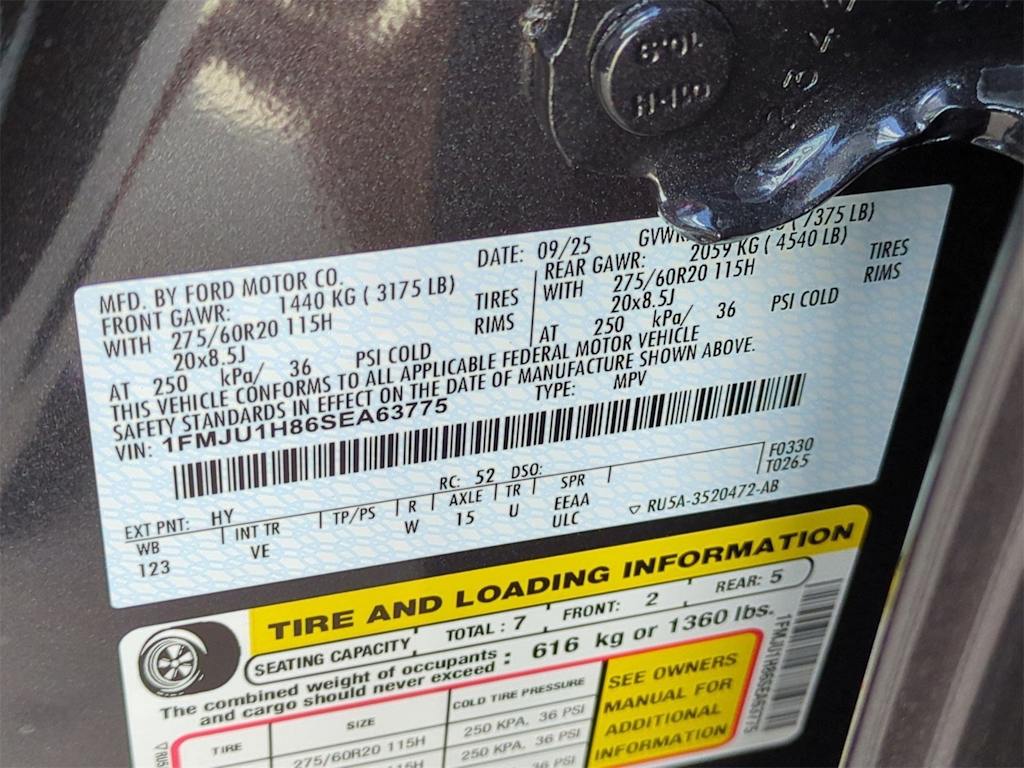 MFD. BY FORD MOTOR CO.
DATE: 09/25
7375 LB)
FRONT GAWR: 1440 KG ( 3175 LB)
WITH 275/60R20 115H TIRES
20x8.5J RIMS
AT 250 kPa/ 36 PSI COLD
REAR GAWR: 2059 KG ( 4540 LB)
WITH 275/60R20 115H TIRES
20x8.5J RIMS
AT 250 kPa/ 36 PSI COLD
THIS VEHICLE CONFORMS TO ALL APPLICABLE FEDERAL MOTOR VEHICLE
SAFETY STANDARDS IN EFFECT ON THE DATE OF MANUFACTURE SHOWN ABOVE.
VIN: 1FMJU1H86SEA63775 TYPE: MPV
F0330
T0265
EXT PNT: HY RC: 52 DSO:
WB INT TR TP/PS R AXLE TR SPR
123 VE W 15 U EEAA
ULC
▽ RU5A-3520472-AB
TIRE AND LOADING INFORMATION
SEATING CAPACITY TOTAL : 7 FRONT: 2 REAR: 5
The combined weight of occupants
and cargo should never exceed : 616 kg or 1360 lbs.
TIRE SIZE COLD TIRE PRESSURE
275/60R20 115H 250 KPA, 36 PSI
115H 250 KPA, 36 PSI
36 PSI
SEE OWNERS
MANUAL FOR
ADDITIONAL
INFORMATION
1FMJU1H86SEA63775
▽RU5